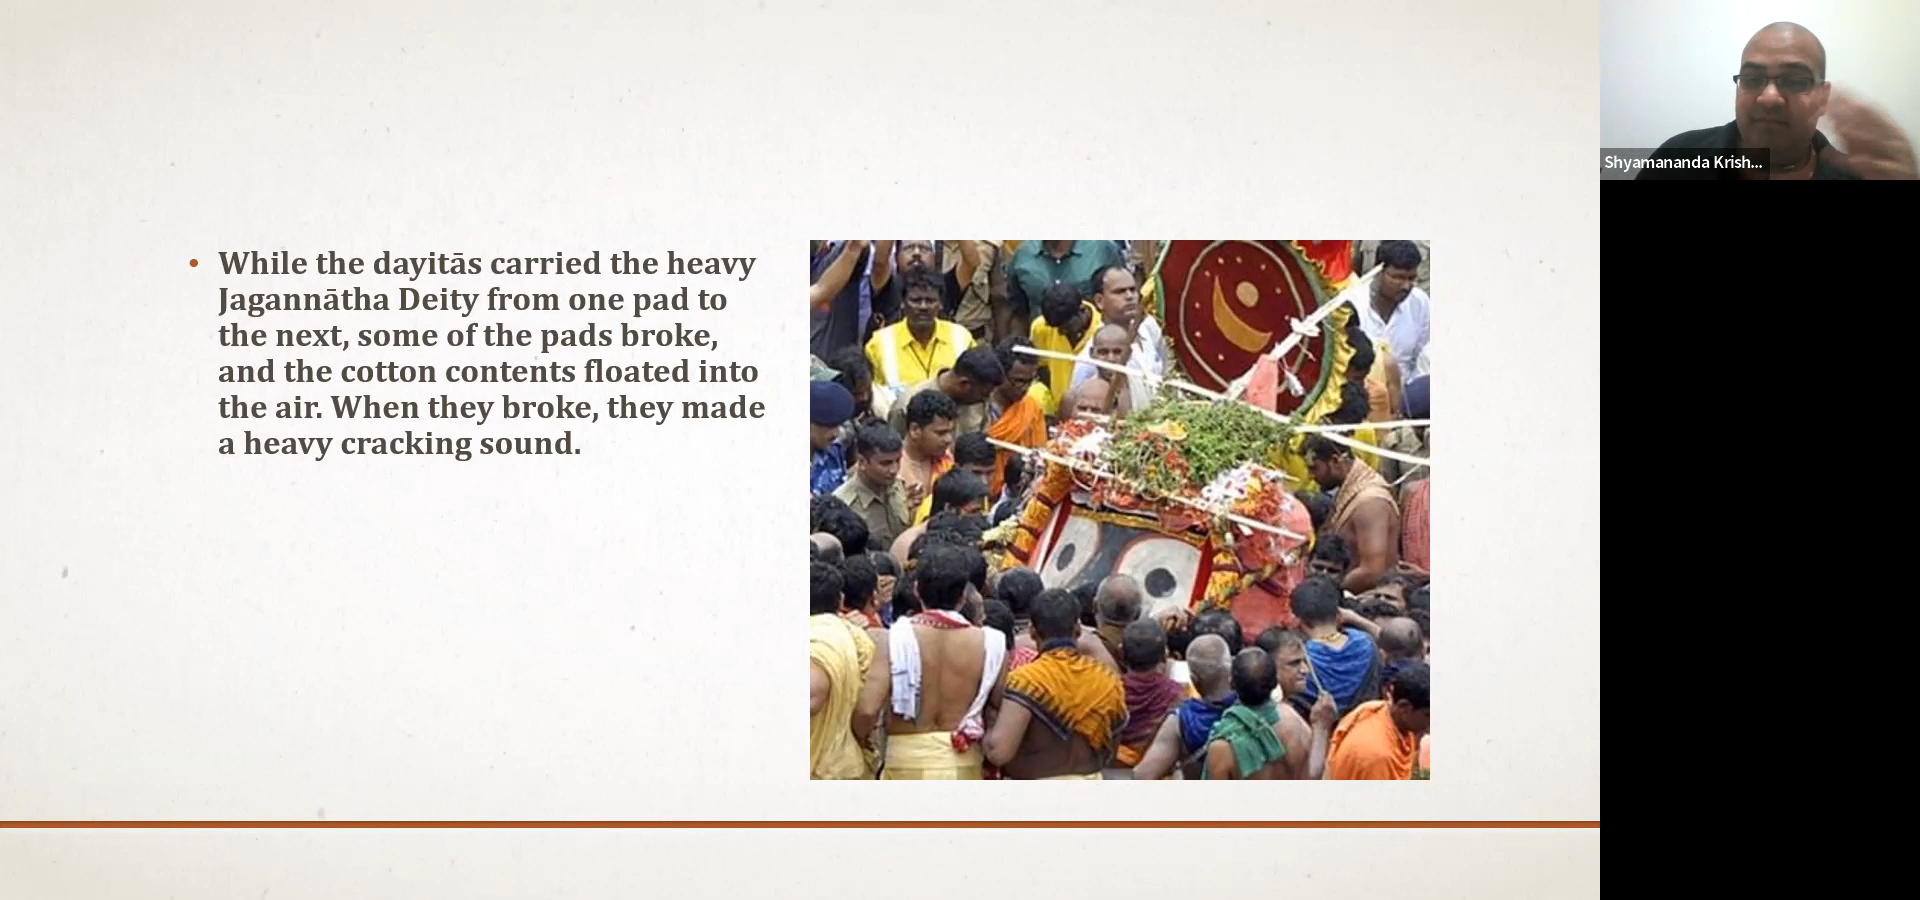 • While the dayitās carried the heavy
Jagannātha Deity from one pad to
the next, some of the pads broke,
and the cotton contents floated into
the air. When they broke, they made
a heavy cracking sound.
Shyamananda Krish...